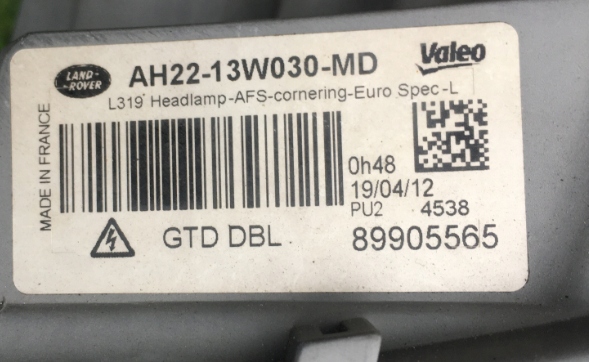 LAND-
ROVER
AH22-13W030-MD
Valeo
L319 Headlamp-AFS-cornering-Euro Spec-L
MADE IN FRANCE
0h48
19/04/12
PU2 4538
GTD DBL
89905565